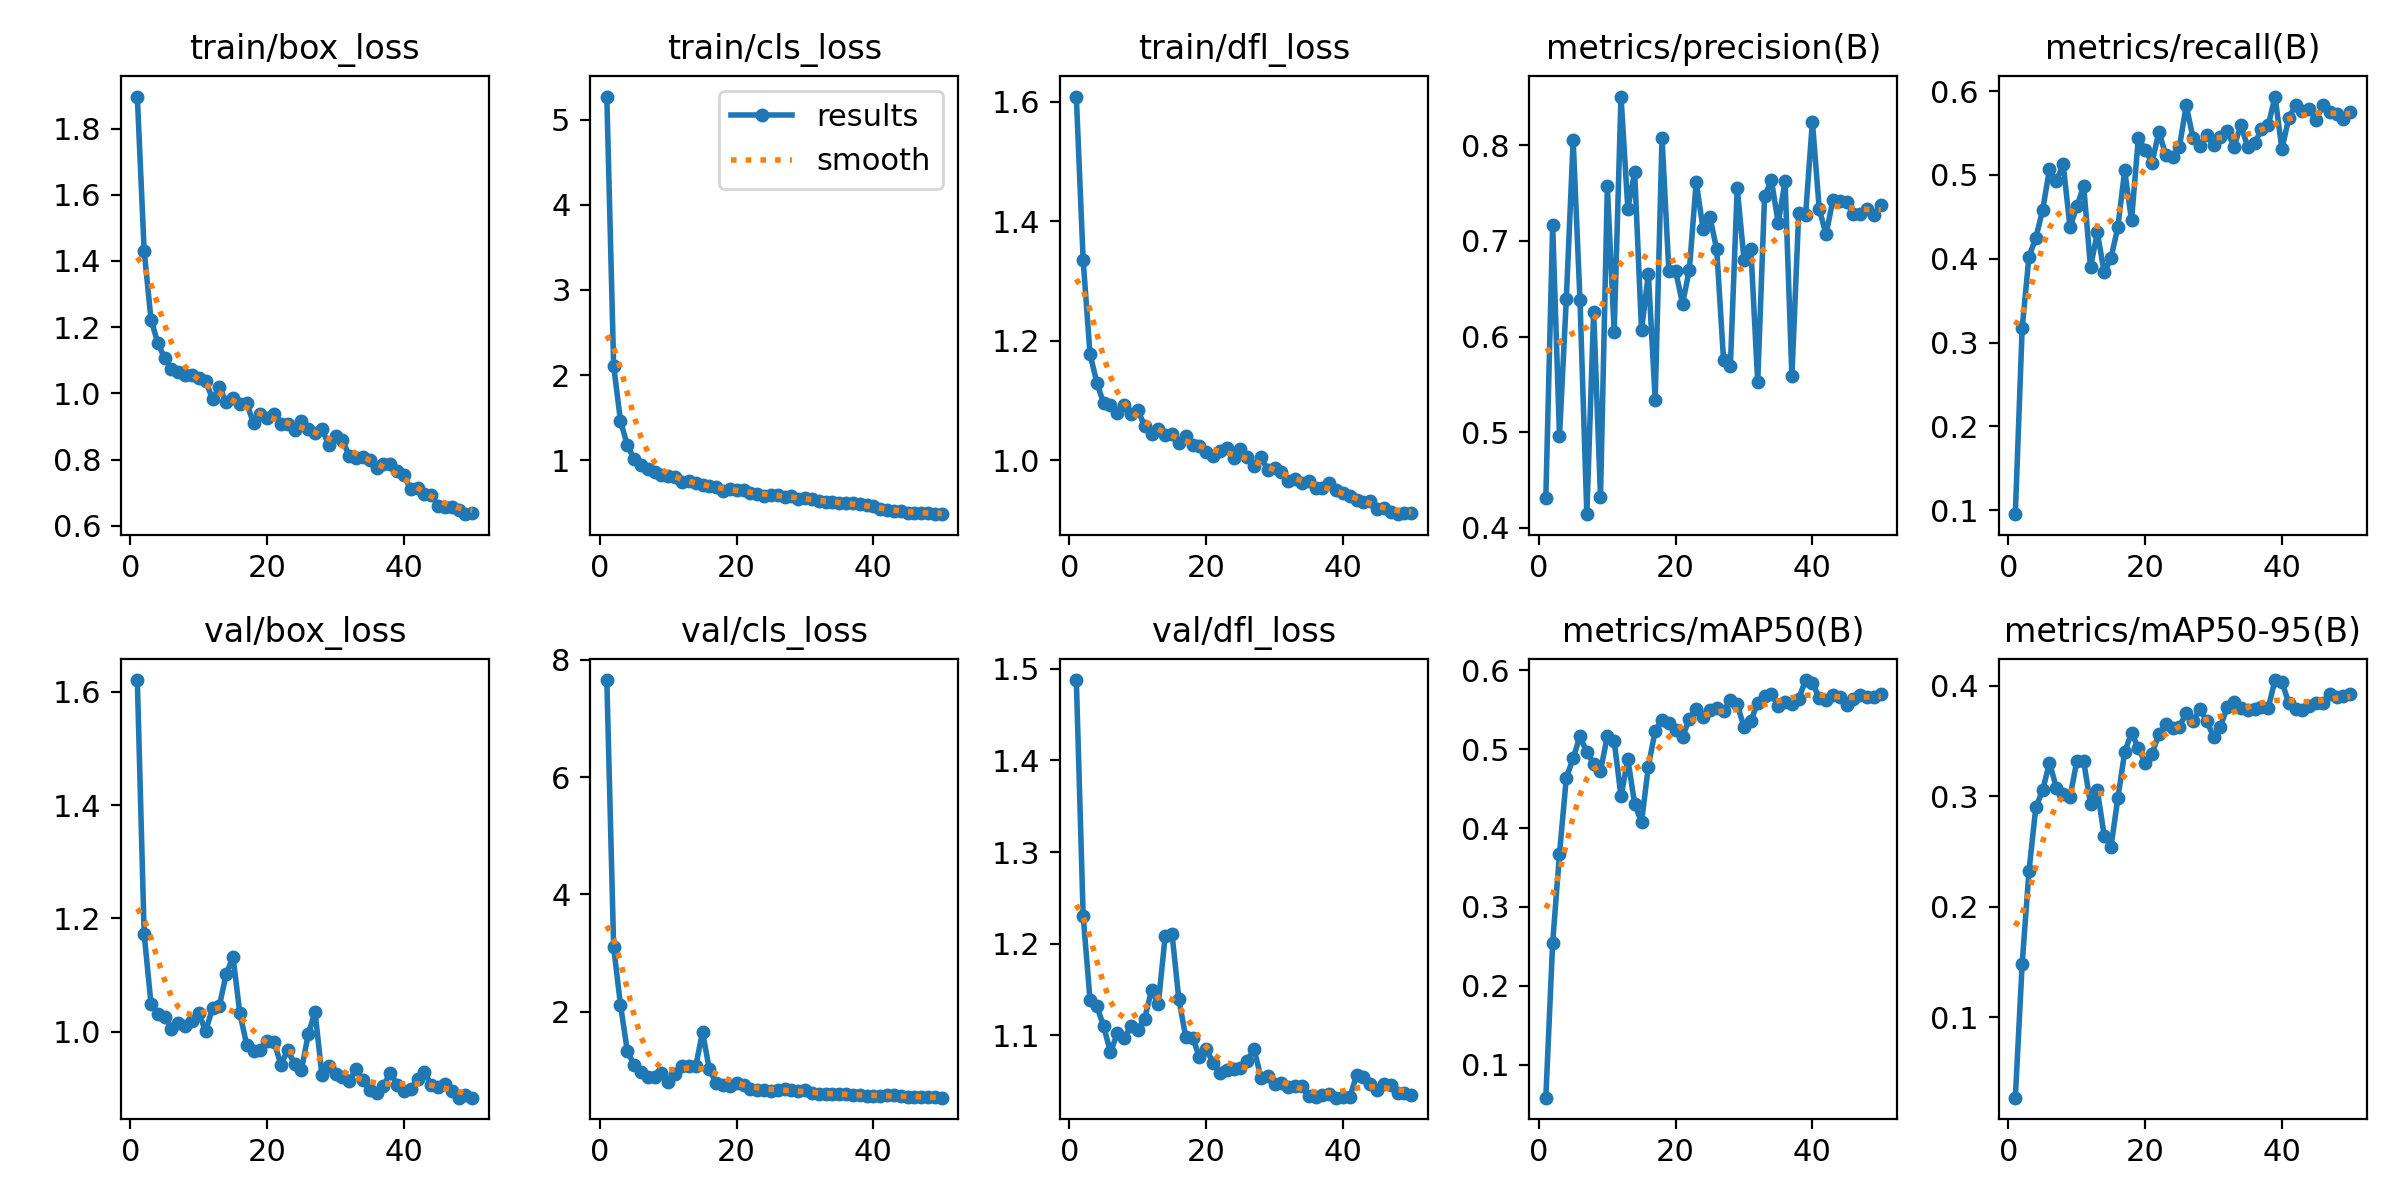 train/box_loss
1.8
1.6
1.4
1.2
1.0
0.8
0.6
0 20 40
train/cls_loss
results
smooth
5
4
3
2
1
0 20 40
train/dfl_loss
1.6
1.4
1.2
1.0
0 20 40
metrics/precision(B)
0.8
0.7
0.6
0.5
0.4
0 20 40
metrics/recall(B)
0.6
0.5
0.4
0.3
0.2
0.1
0 20 40
val/box_loss
1.6
1.4
1.2
1.0
0 20 40
val/cls_loss
8
6
4
2
0 20 40
val/dfl_loss
1.5
1.4
1.3
1.2
1.1
0 20 40
metrics/mAP50(B)
0.6
0.5
0.4
0.3
0.2
0.1
0 20 40
metrics/mAP50-95(B)
0.4
0.3
0.2
0.1
0 20 40